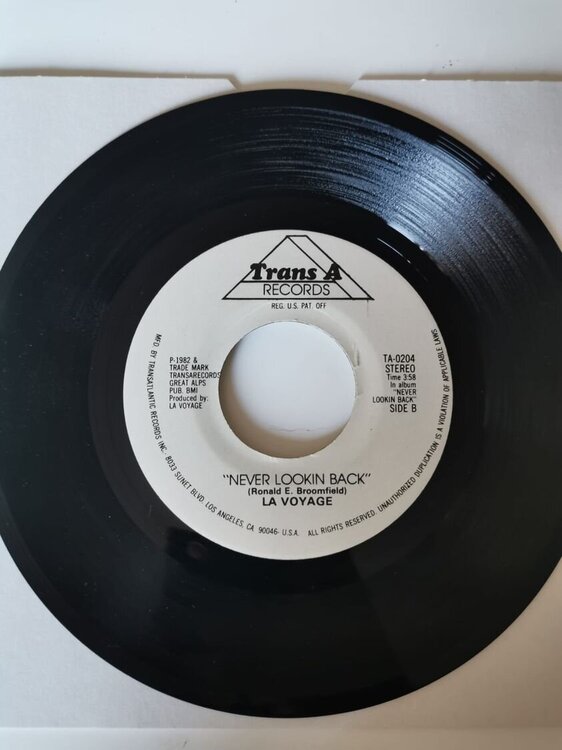 Trans A
RECORDS
REG. U.S. PAT. OFF
P-1982 &
TRADE MARK
TRANSARECORDS
GREAT ALPS
PUB. BMI
Produced by:
LA VOYAGE
TA-0204
STEREO
Time 3:58
In album
"NEVER
LOOKIN BACK"
SIDE B
"NEVER LOOKIN BACK"
(Ronald E. Broomfield)
LA VOYAGE
MF'D. BY TRANSATLANTIC RECORDS INC. 8033 SUNET BLVD. LOS ANGELES, CA 90046- U.S.A. ALL RIGHTS RESERVED. UNAUTHORIZED DUPLICATION IS A VIOLATION OF APPLICABLE LAWS